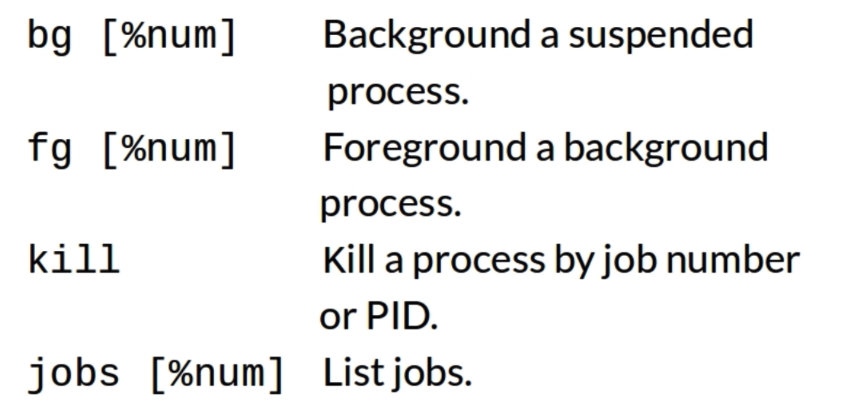 bg [%num] Background a suspended
process.
fg [%num] Foreground a background
process.
kill Kill a process by job number
or PID.
jobs [%num] List jobs.